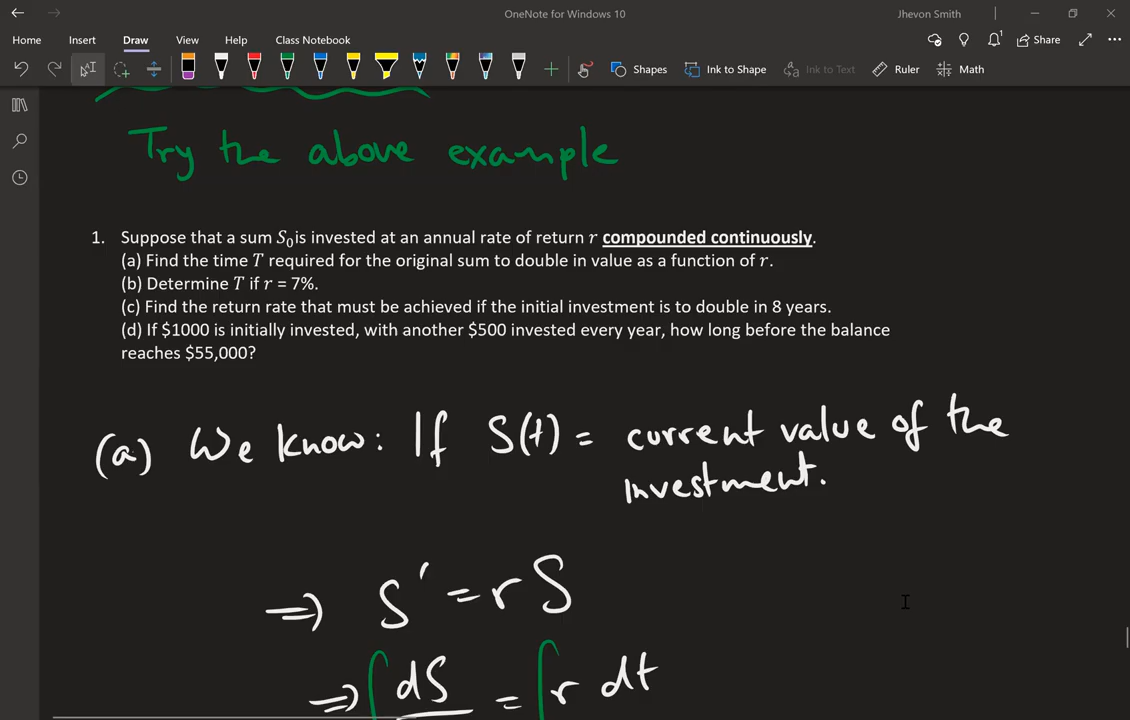 OneNote for Windows 10
Jhevon Smith
Home Insert Draw View Help Class Notebook
Share
Shapes Ink to Shape Ink to Text Ruler Math
Try the above example
1. Suppose that a sum S₀ is invested at an annual rate of return r compounded continuously.
(a) Find the time T required for the original sum to double in value as a function of r.
(b) Determine T if r = 7%.
(c) Find the return rate that must be achieved if the initial investment is to double in 8 years.
(d) If $1000 is initially invested, with another $500 invested every year, how long before the balance
reaches $55,000?
(a) We know: If S(t) = current value of the
investment.
⇒ S' = rS
⇒ ∫ dS = ∫ r dt